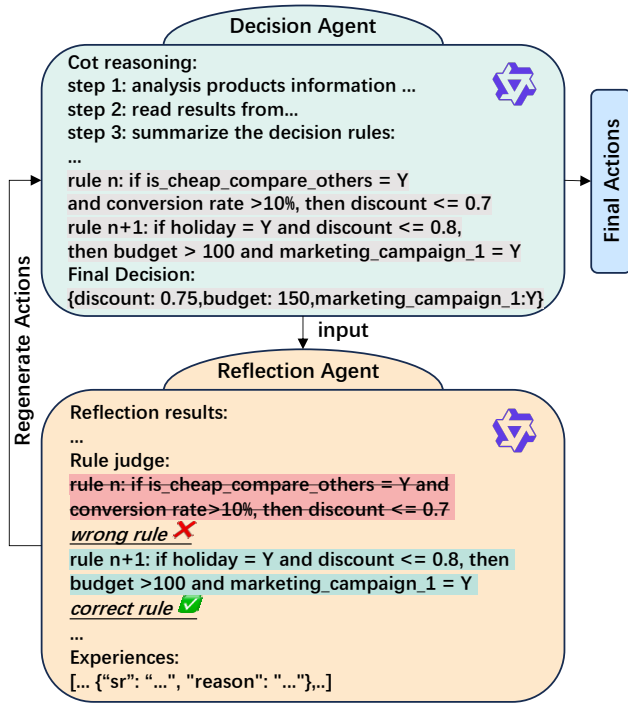 Decision Agent
Cot reasoning:
step 1: analysis products information ...
step 2: read results from...
step 3: summarize the decision rules:
...
rule n: if is_cheap_compare_others = Y
and conversion rate >10%, then discount <= 0.7
rule n+1: if holiday = Y and discount <= 0.8,
then budget > 100 and marketing_campaign_1 = Y
Final Decision:
{discount: 0.75,budget: 150,marketing_campaign_1:Y}
Final Actions
Regenerate Actions
input
Reflection Agent
Reflection results:
...
Rule judge:
rule n: if is_cheap_compare_others = Y and
conversion rate>10%, then discount <= 0.7
wrong rule ❌
rule n+1: if holiday = Y and discount <= 0.8, then
budget >100 and marketing_campaign_1 = Y
correct rule ✅
...
Experiences:
[... {“sr”: “...", "reason": "..."},..]